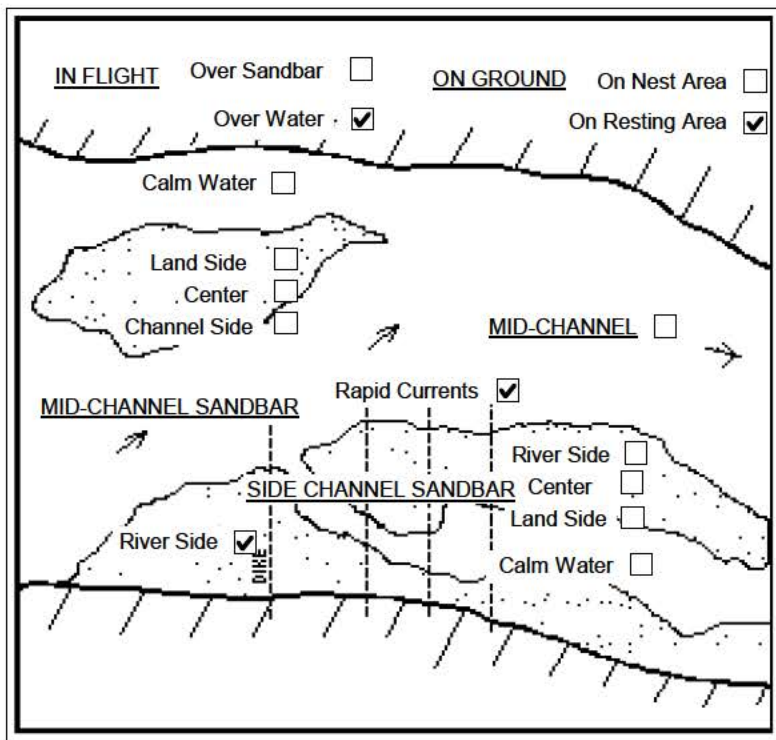 IN FLIGHT Over Sandbar ☐ ON GROUND On Nest Area ☐
Over Water ☑ On Resting Area ☑
Calm Water ☐
Land Side ☐
Center ☐
Channel Side ☐
MID-CHANNEL ☐
Rapid Currents ☑
MID-CHANNEL SANDBAR
River Side ☐
SIDE CHANNEL SANDBAR Center ☐
Land Side ☐
River Side ☑
DIKE
Calm Water ☐